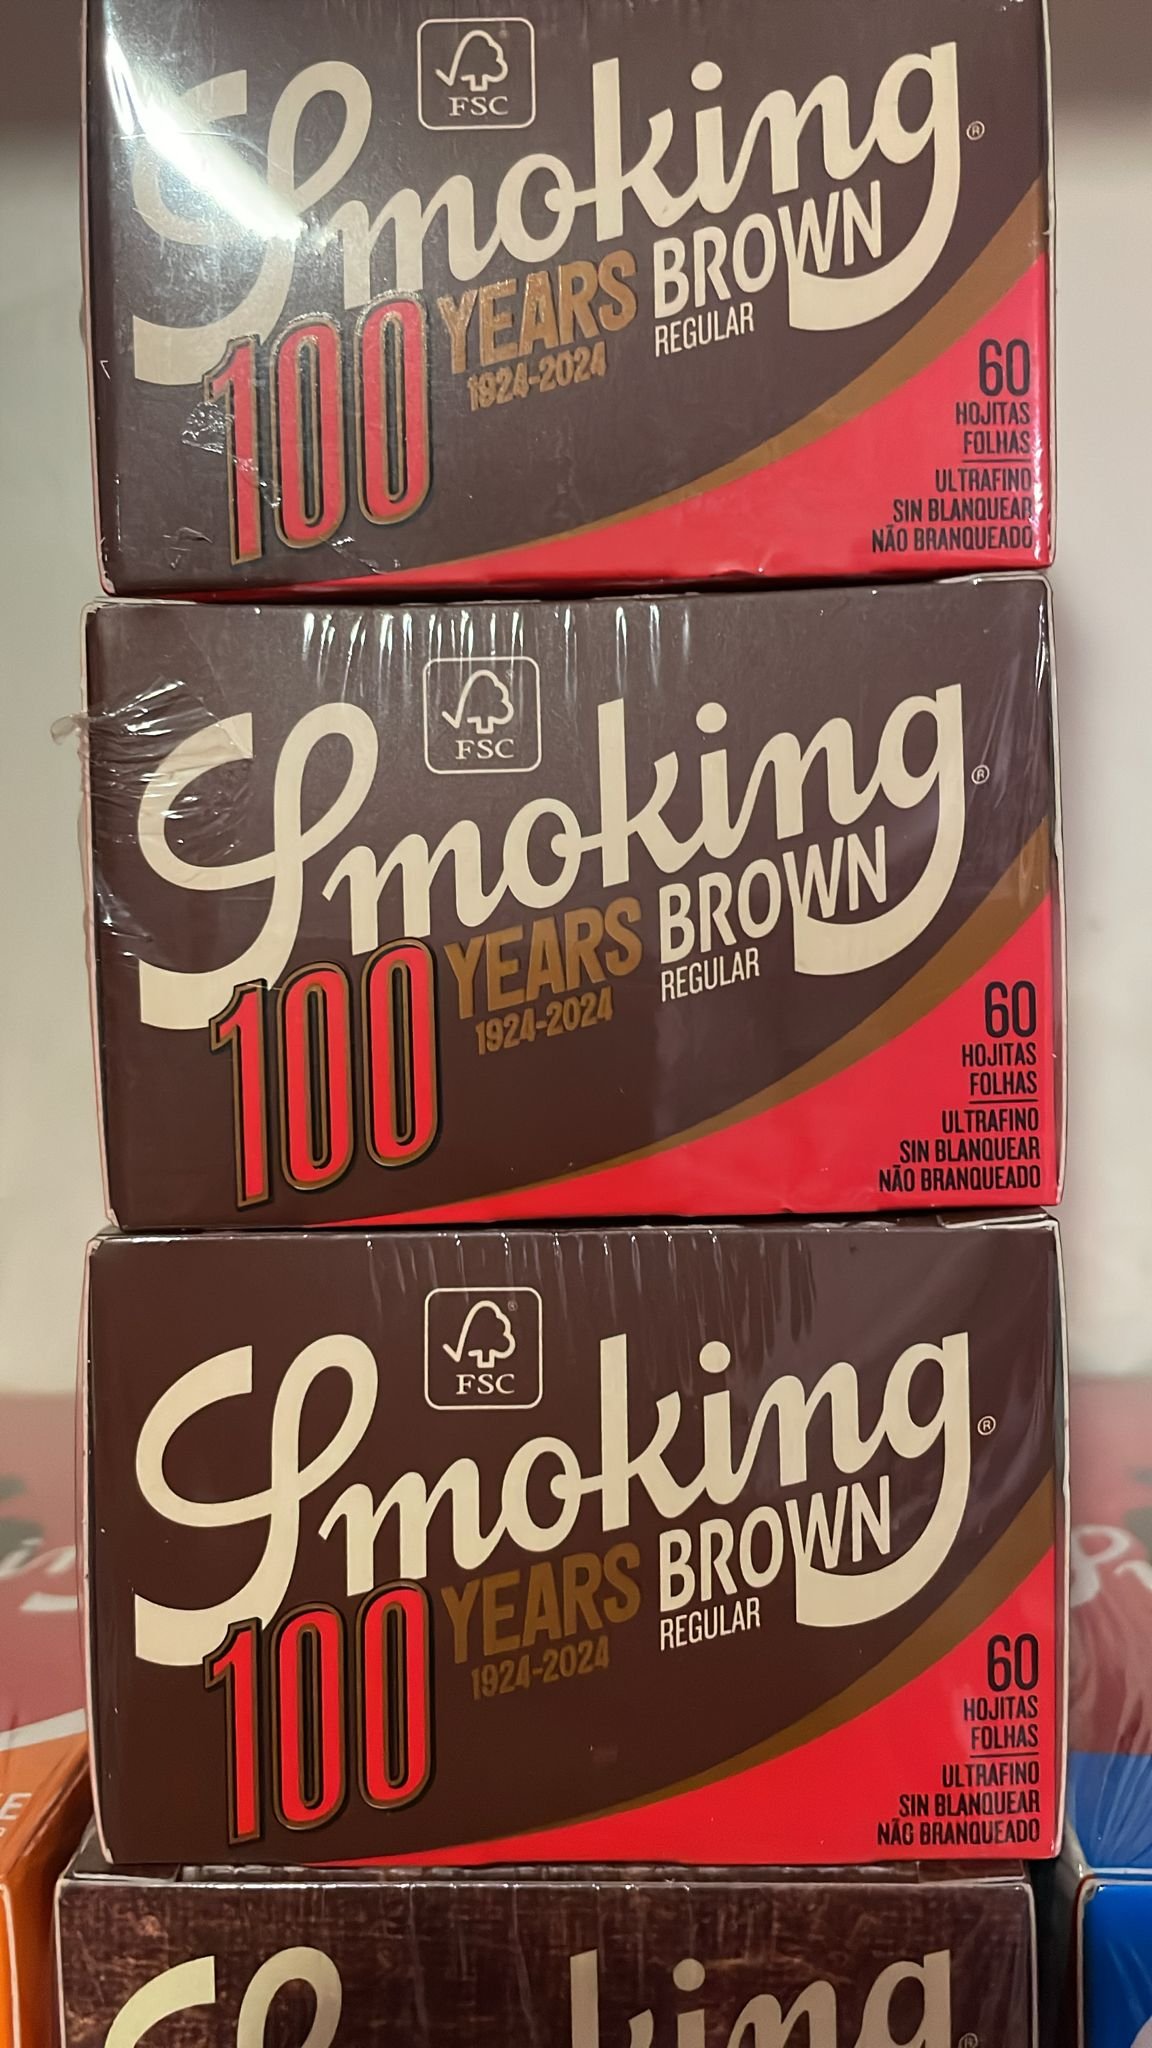 FSC
Smoking®
100 YEARS BROWN
1924-2024 REGULAR
60
HOJITAS
FOLHAS
ULTRAFINO
SIN BLANQUEAR
NÃO BRANQUEADO
FSC
Smoking®
100 YEARS BROWN
1924-2024 REGULAR
60
HOJITAS
FOLHAS
ULTRAFINO
SIN BLANQUEAR
NÃO BRANQUEADO
FSC
Smoking®
100 YEARS BROWN
1924-2024 REGULAR
60
HOJITAS
FOLHAS
ULTRAFINO
SIN BLANQUEAR
NÃO BRANQUEADO
Smoking®